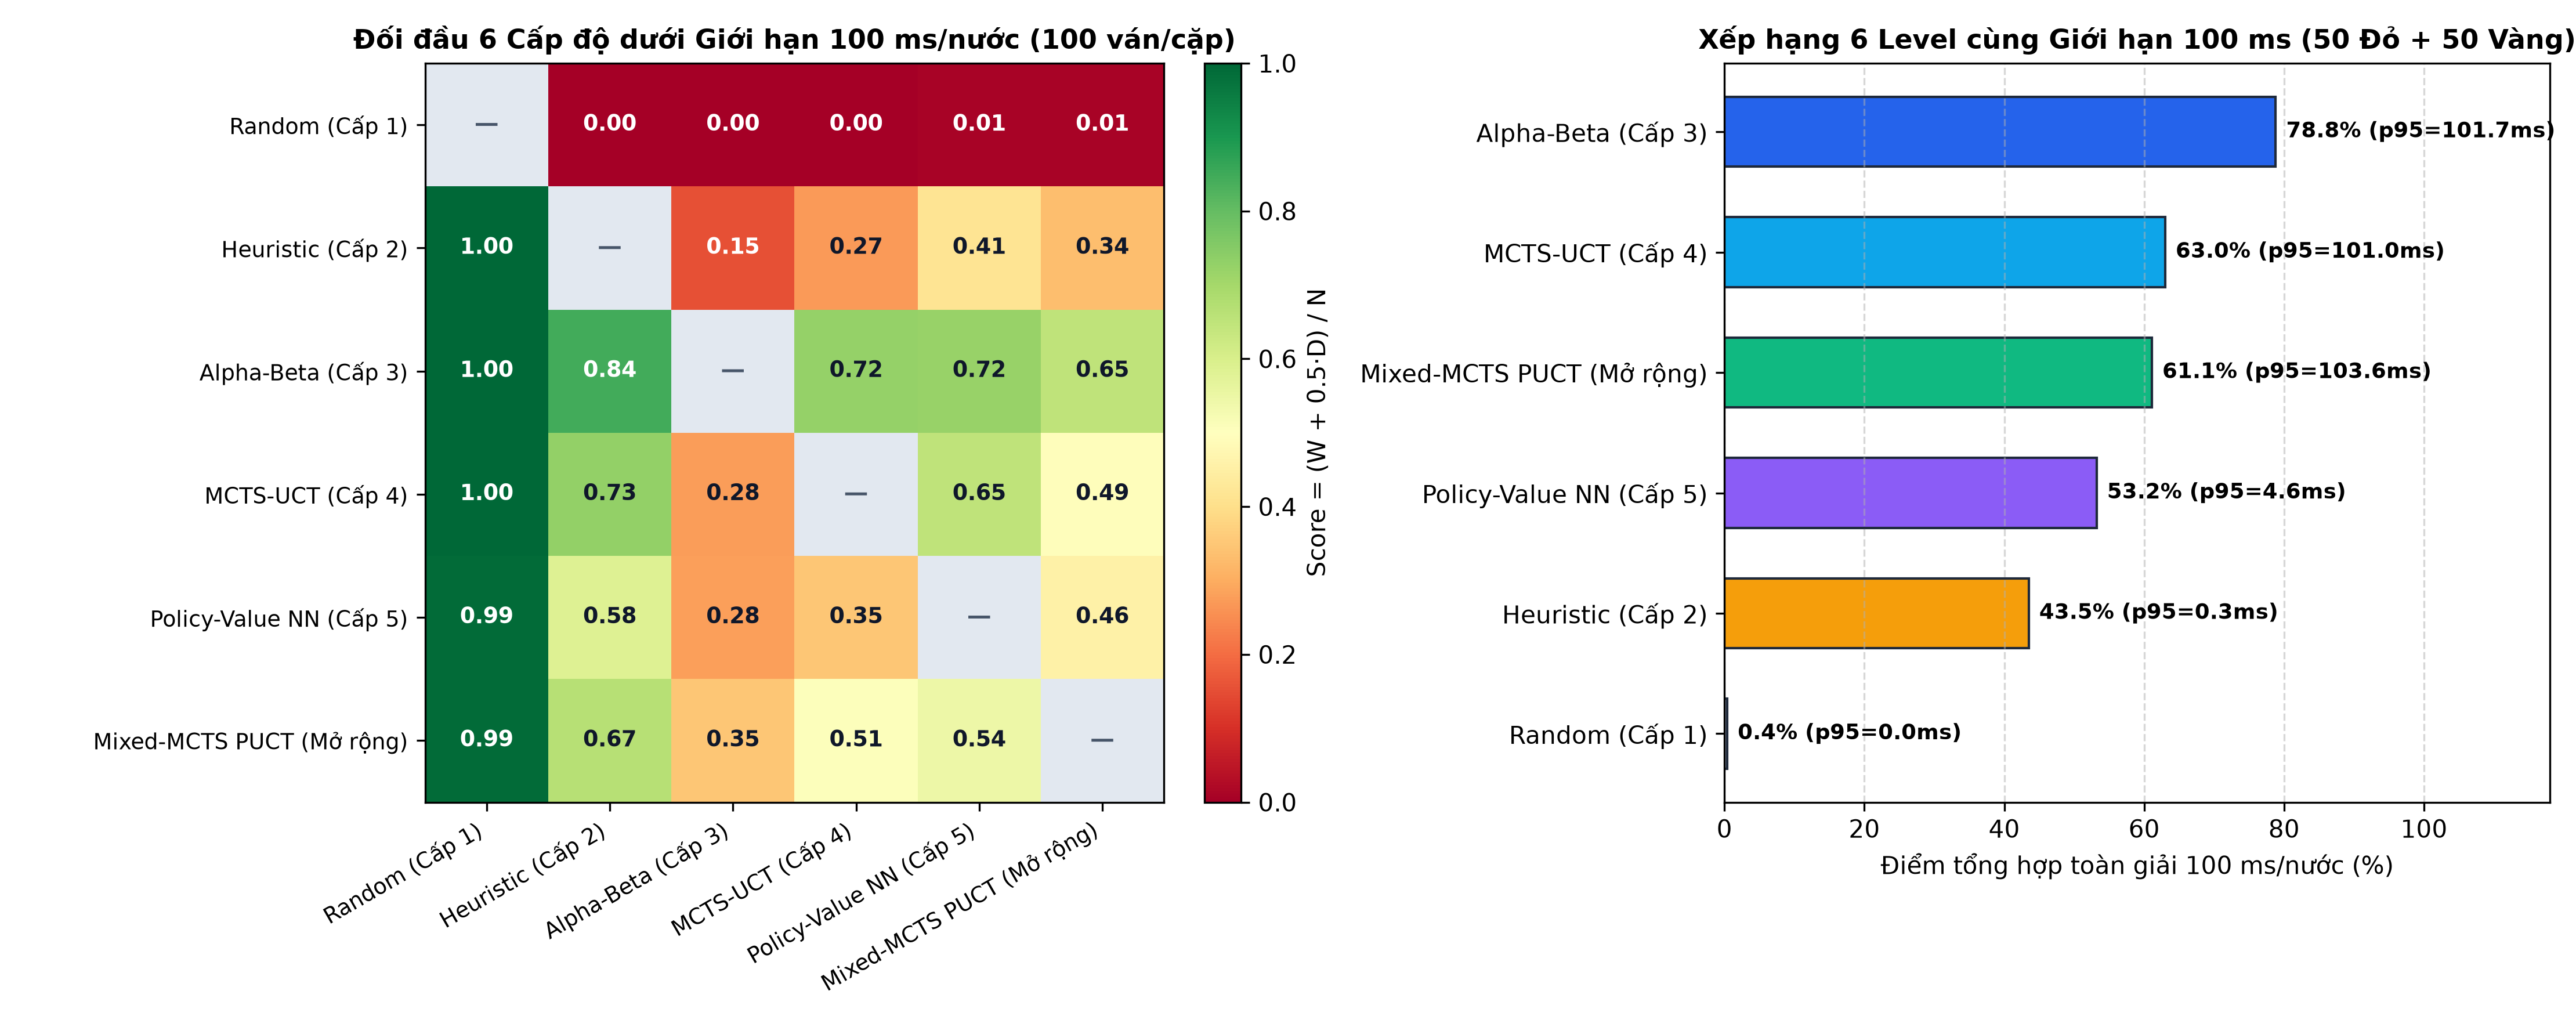 Đối đầu 6 Cấp độ dưới Giới hạn 100 ms/nước (100 ván/cặp)
Random (Cấp 1) — 0.00 0.00 0.00 0.01 0.01
Heuristic (Cấp 2) 1.00 — 0.15 0.27 0.41 0.34
Alpha-Beta (Cấp 3) 1.00 0.84 — 0.72 0.72 0.65
MCTS-UCT (Cấp 4) 1.00 0.73 0.28 — 0.65 0.49
Policy-Value NN (Cấp 5) 0.99 0.58 0.28 0.35 — 0.46
Mixed-MCTS PUCT (Mở rộng) 0.99 0.67 0.35 0.51 0.54 —
Random (Cấp 1)
Heuristic (Cấp 2)
Alpha-Beta (Cấp 3)
MCTS-UCT (Cấp 4)
Policy-Value NN (Cấp 5)
Mixed-MCTS PUCT (Mở rộng)
1.0
0.8
0.6
0.4
0.2
0.0
Score = (W + 0.5·D) / N
Xếp hạng 6 Level cùng Giới hạn 100 ms (50 Đỏ + 50 Vàng)
Alpha-Beta (Cấp 3) 78.8% (p95=101.7ms)
MCTS-UCT (Cấp 4) 63.0% (p95=101.0ms)
Mixed-MCTS PUCT (Mở rộng) 61.1% (p95=103.6ms)
Policy-Value NN (Cấp 5) 53.2% (p95=4.6ms)
Heuristic (Cấp 2) 43.5% (p95=0.3ms)
Random (Cấp 1) 0.4% (p95=0.0ms)
0 20 40 60 80 100
Điểm tổng hợp toàn giải 100 ms/nước (%)